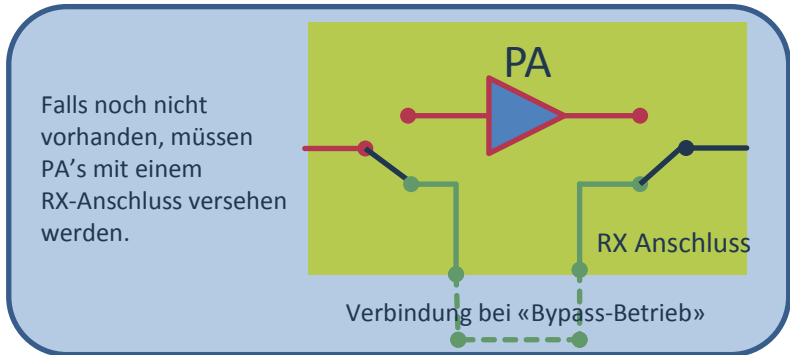 PA
Falls noch nicht
vorhanden, müssen
PA's mit einem
RX-Anschluss versehen
werden.
RX Anschluss
Verbindung bei «Bypass-Betrieb»